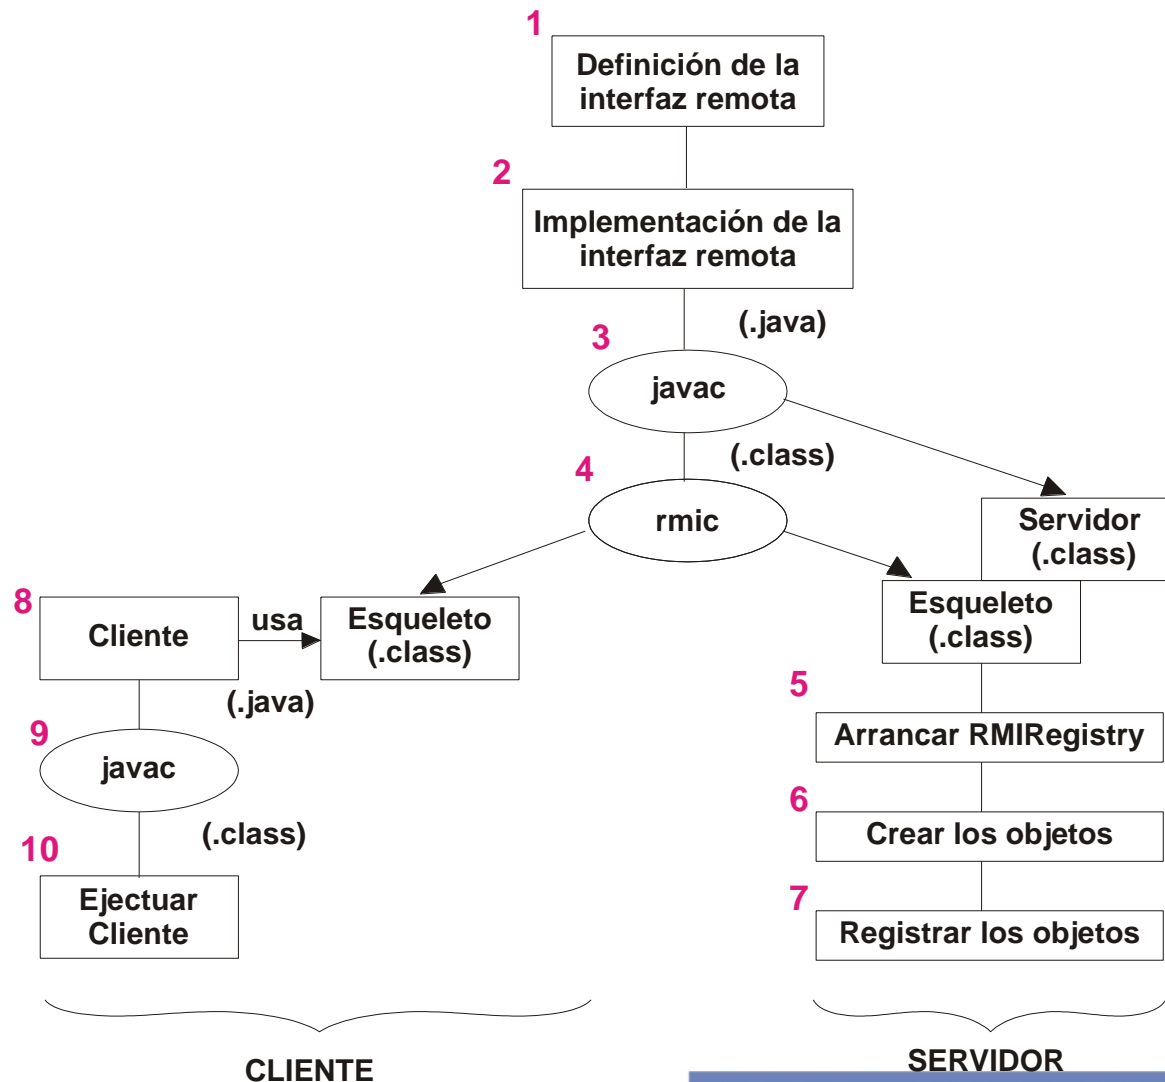 1
Definición de la
interfaz remota
2
Implementación de la
interfaz remota
(.java)
3
javac
(.class)
4
rmic
Servidor
(.class)
8
Cliente
usa
Esqueleto
(.class)
Esqueleto
(.class)
(.java)
5
Arrancar RMIRegistry
9
javac
6
Crear los objetos
(.class)
10
Ejectuar
Cliente
7
Registrar los objetos
CLIENTE
SERVIDOR